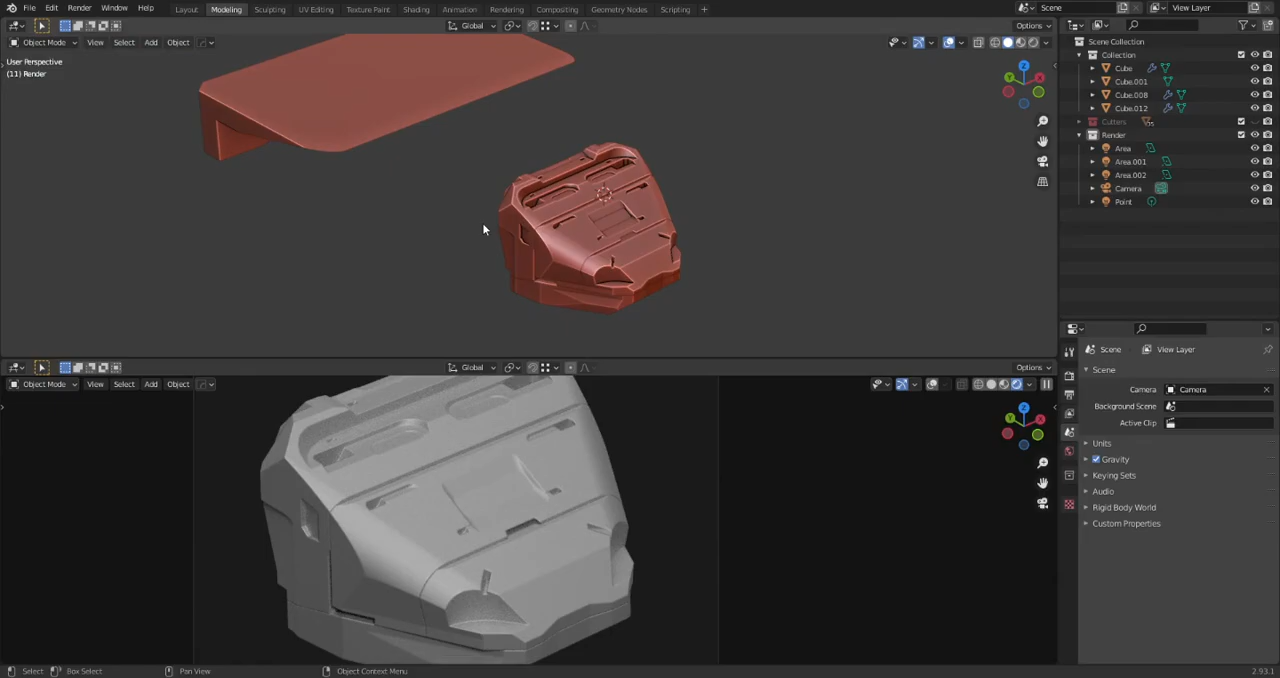 File Edit Render Window Help Layout Modeling Sculpting UV Editing Texture Paint Shading Animation Rendering Compositing Geometry Nodes Scripting + Scene View Layer
Global Options
Object Mode View Select Add Object
User Perspective
(11) Render
Z
Y X
Scene Collection
Collection
Cube
Cube.001
Cube.008
Cube.012
Cutters
Render
Area
Area.001
Area.002
Camera
Point
Scene View Layer
Scene
Camera Camera
Background Scene
Active Clip
Units
Gravity
Keying Sets
Audio
Rigid Body World
Custom Properties
Global Options
Object Mode View Select Add Object
Z
Y X
Select Box Select Pan View Object Context Menu 2.93.1